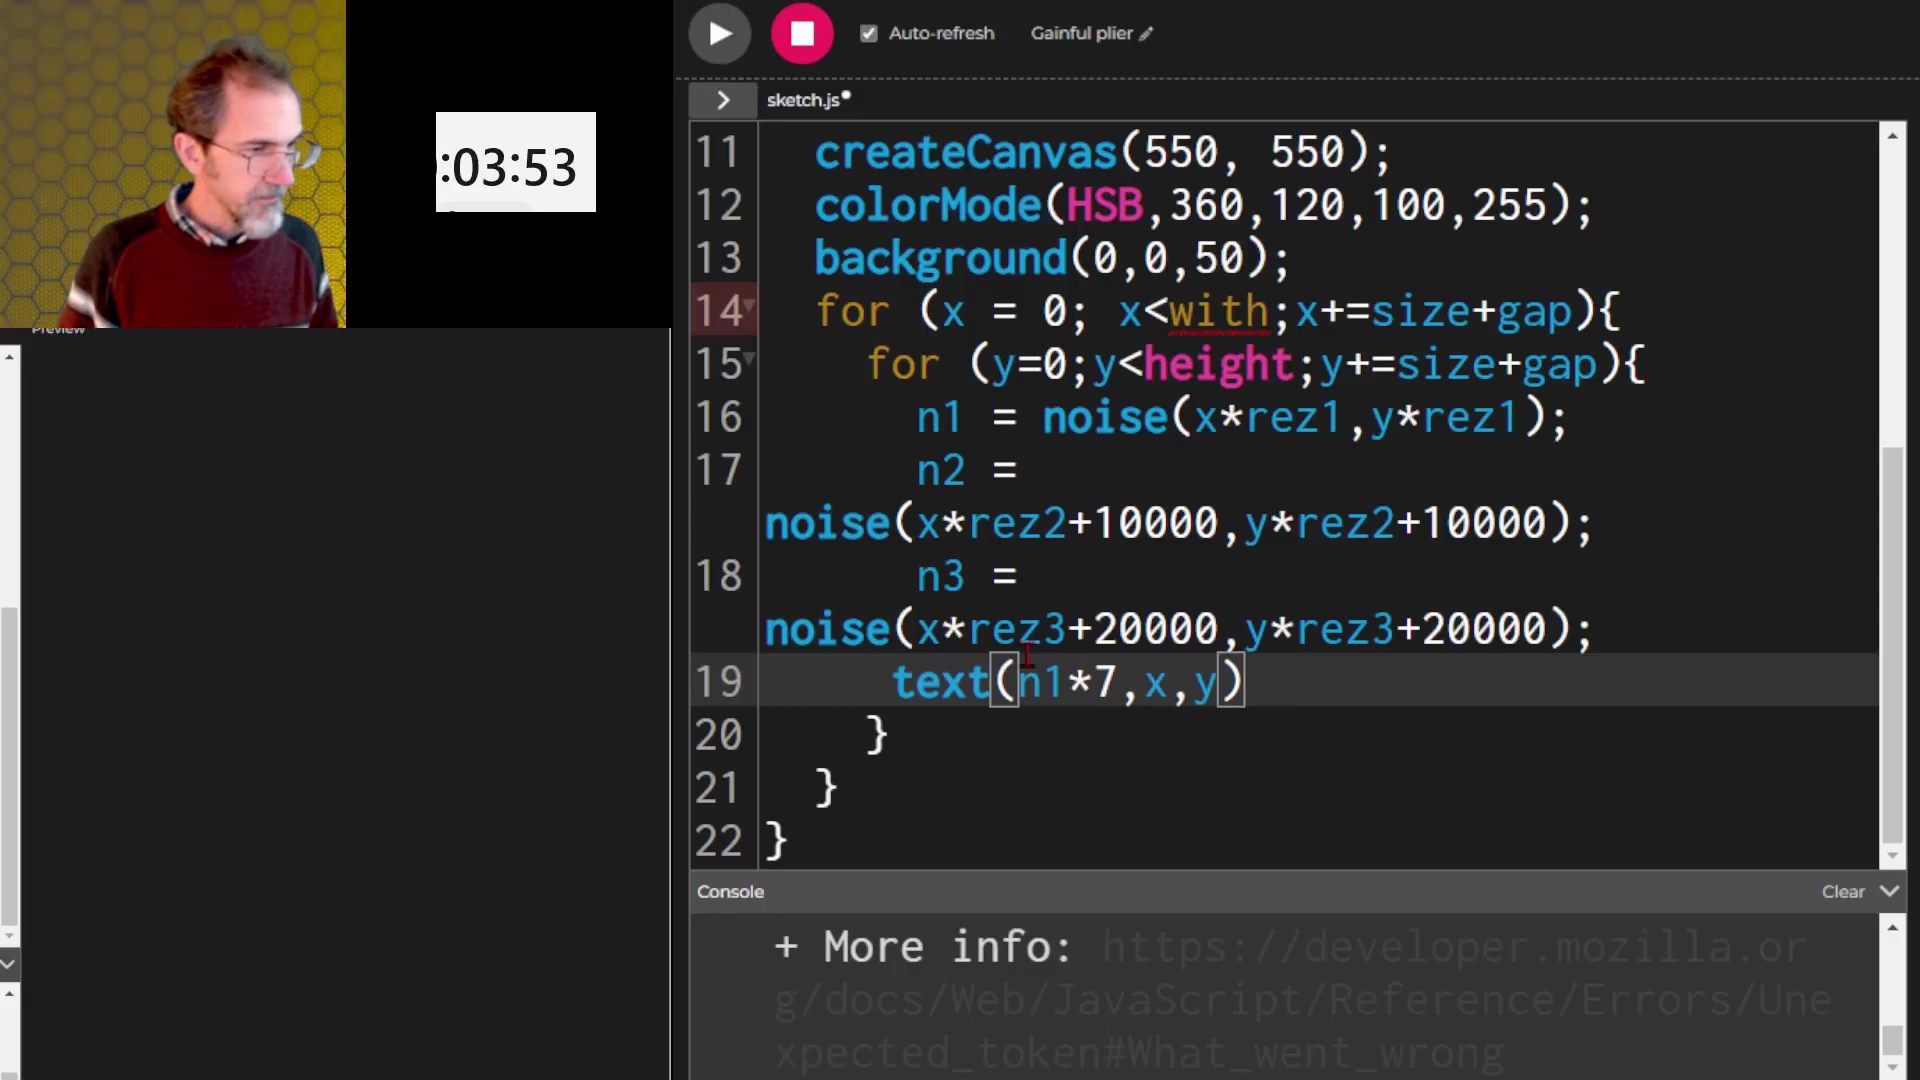 Auto-refresh Gainful plier
:03:53
sketch.js
11 createCanvas(550, 550);
12 colorMode(HSB,360,120,100,255);
13 background(0,0,50);
14 for (x = 0; x<with;x+=size+gap){
15 for (y=0;y<height;y+=size+gap){
16 n1 = noise(x*rez1,y*rez1);
17 n2 =
noise(x*rez2+10000,y*rez2+10000);
18 n3 =
noise(x*rez3+20000,y*rez3+20000);
19 text(n1*7,x,y)
20 }
21 }
22 }
Preview
Console Clear
+ More info: https://developer.mozilla.or
g/docs/Web/JavaScript/Reference/Errors/Une
xpected_token#What_went_wrong